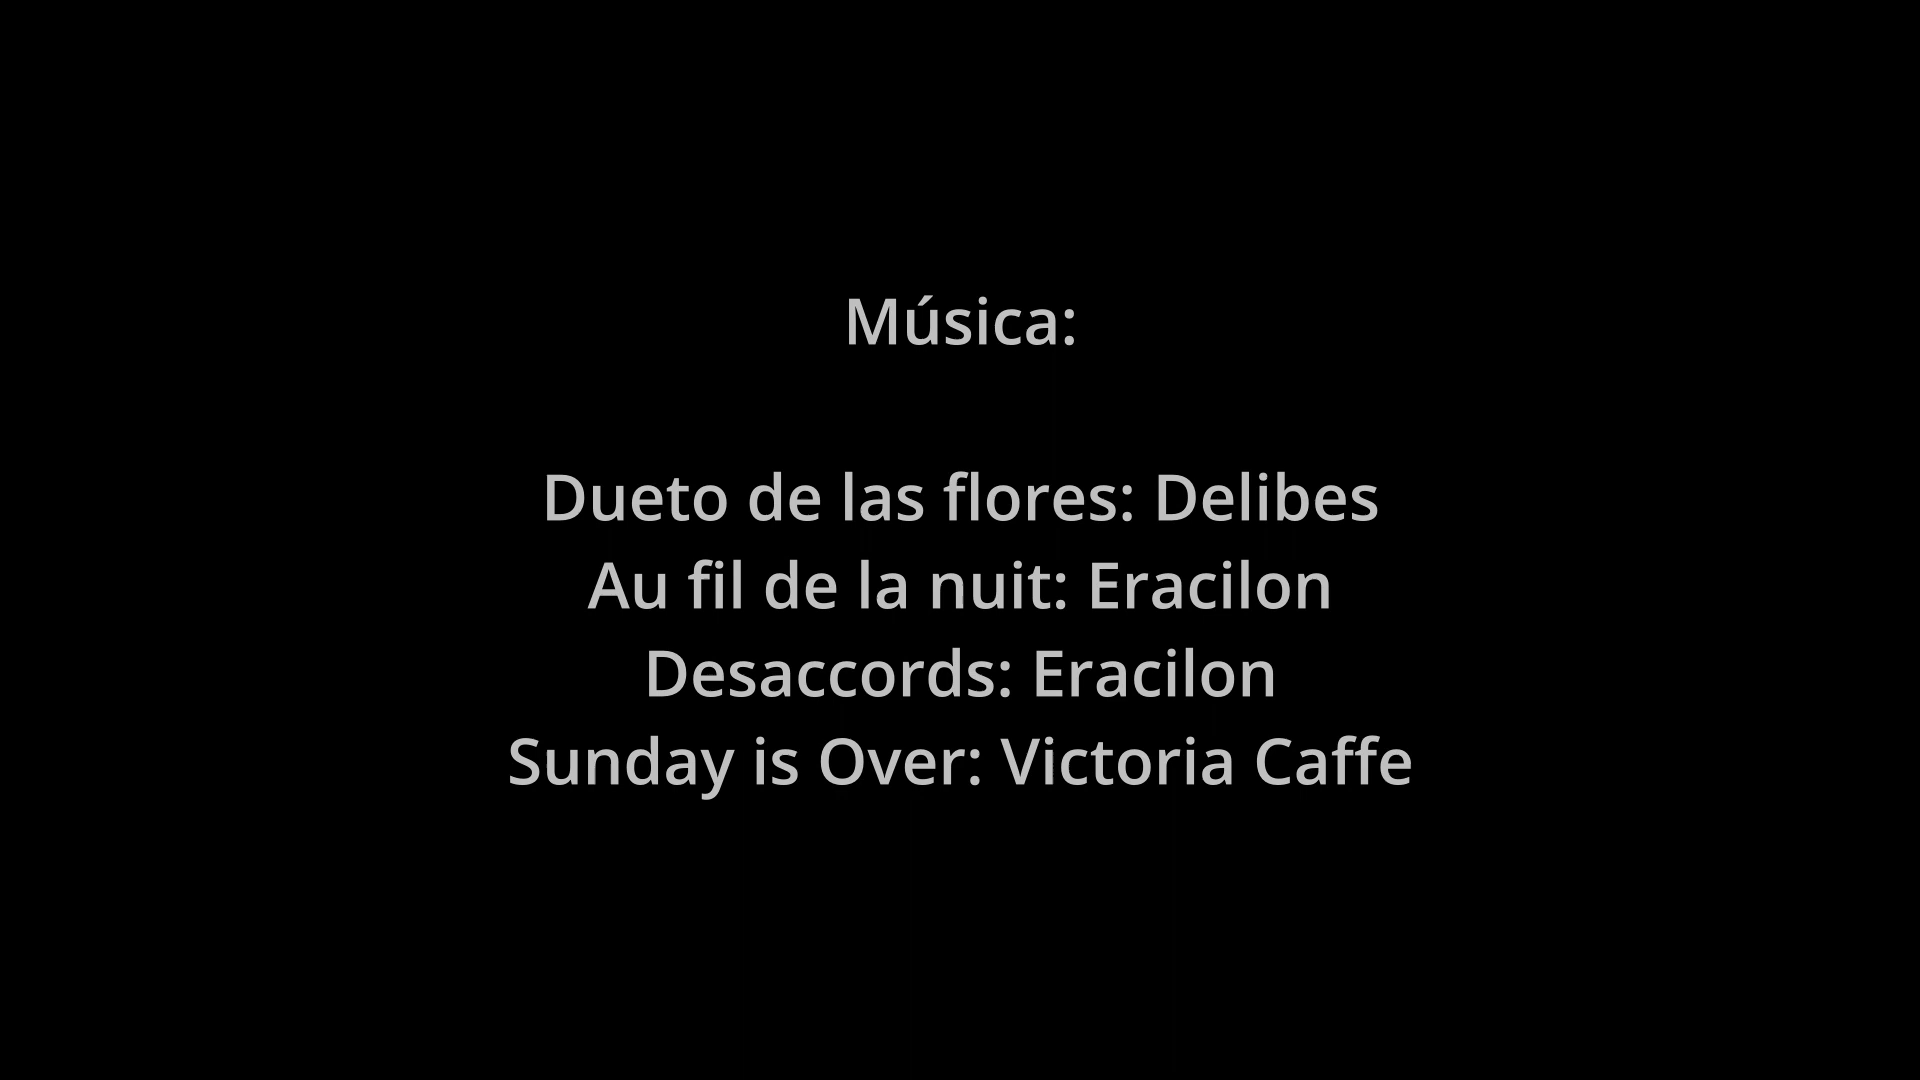 Música:
Dueto de las flores: Delibes
Au fil de la nuit: Eracilon
Desaccords: Eracilon
Sunday is Over: Victoria Caffe